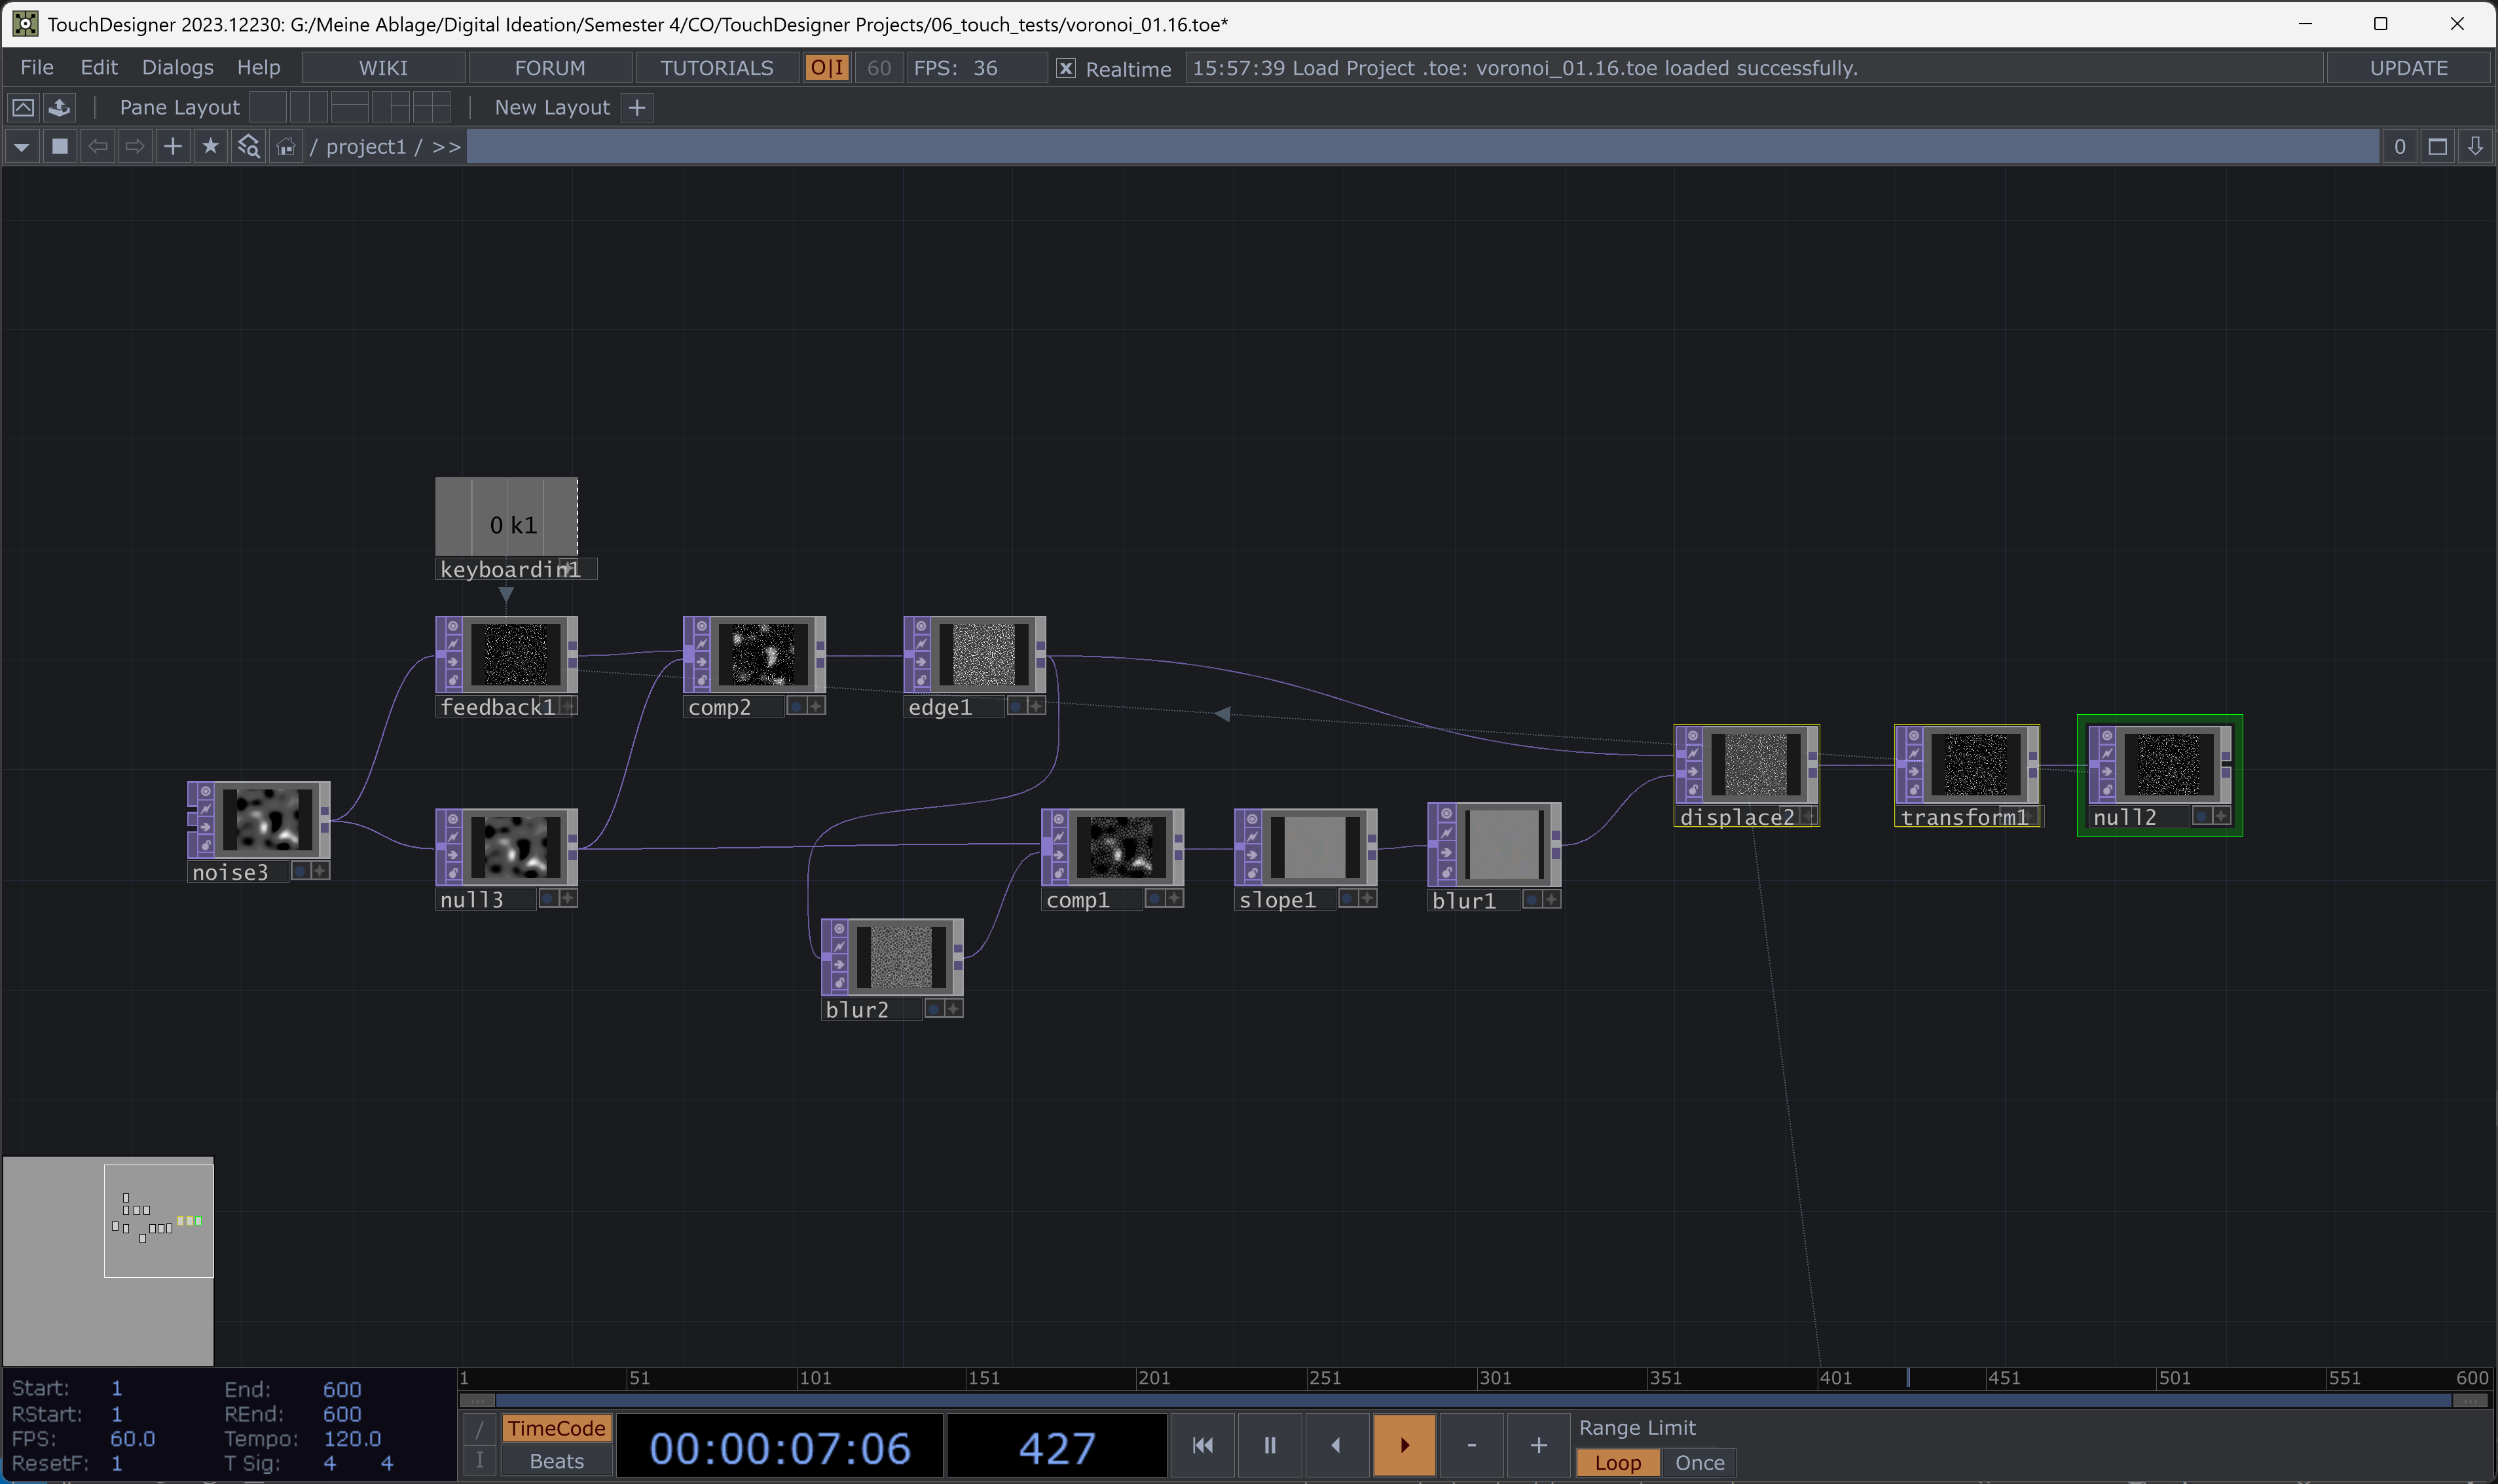 TouchDesigner 2023.12230: G:/Meine Ablage/Digital Ideation/Semester 4/CO/TouchDesigner Projects/06_touch_tests/voronoi_01.16.toe*
File Edit Dialogs Help WIKI FORUM TUTORIALS O|I 60 FPS: 36 X Realtime 15:57:39 Load Project .toe: voronoi_01.16.toe loaded successfully. UPDATE
Pane Layout New Layout +
/ project1 / >> 0
0 k1
keyboardin1
feedback1 comp2 edge1
displace2 transform1 null2
noise3 null3 comp1 slope1 blur1
blur2
1 51 101 151 201 251 301 351 401 451 501 551 600
Start: 1 End: 600
RStart: 1 REnd: 600
FPS: 60.0 Tempo: 120.0
ResetF: 1 T Sig: 4 4
/ TimeCode
I Beats
00:00:07:06 427 - +
Range Limit
Loop Once